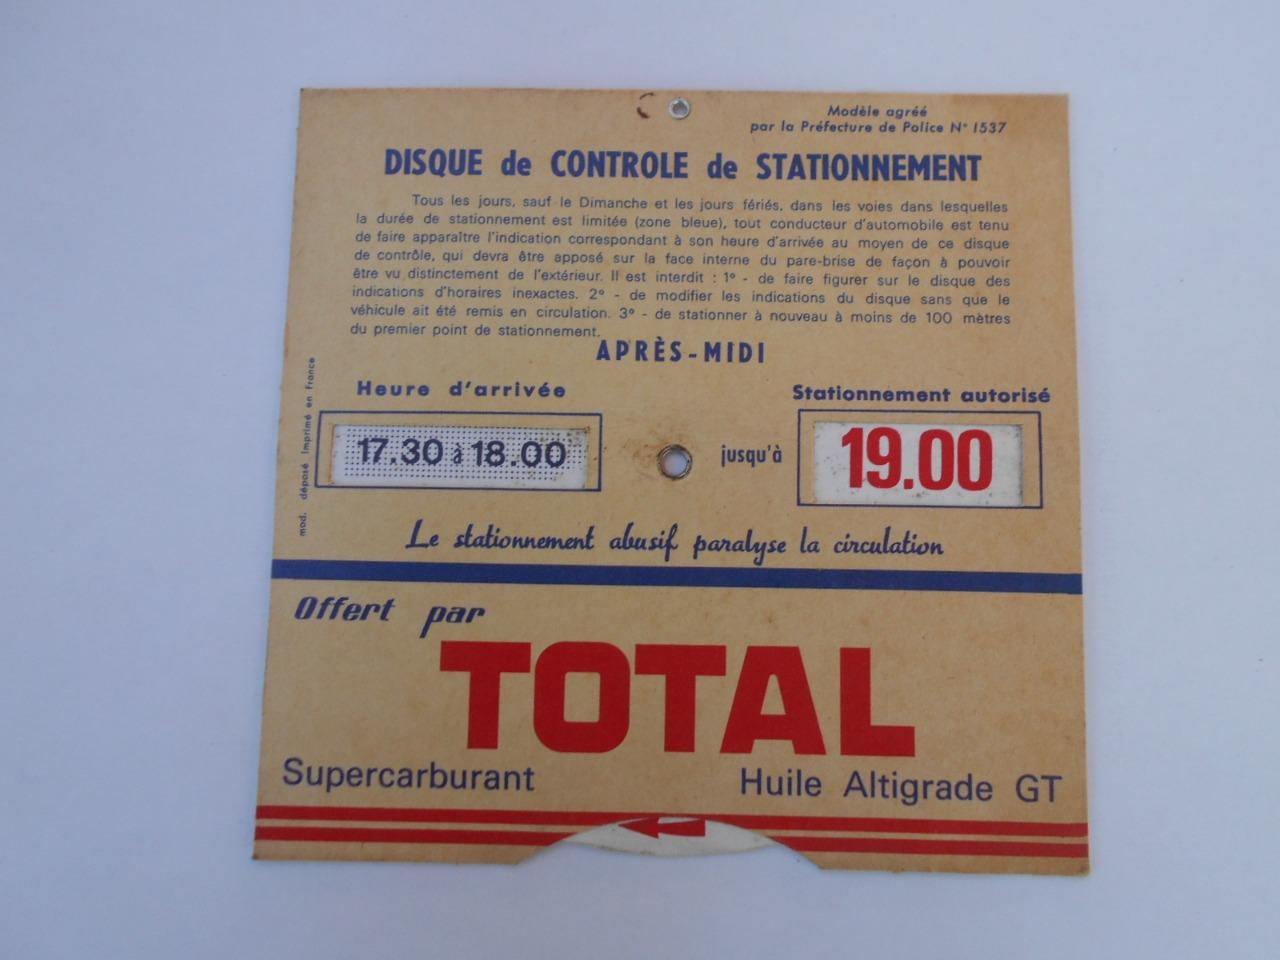 Modèle agréé
par la Préfecture de Police N° 1537
DISQUE de CONTROLE de STATIONNEMENT
Tous les jours, sauf le Dimanche et les jours fériés, dans les voies dans lesquelles
la durée de stationnement est limitée (zone bleue), tout conducteur d'automobile est tenu
de faire apparaître l'indication correspondant à son heure d'arrivée au moyen de ce disque
de contrôle, qui devra être apposé sur la face interne du pare-brise de façon à pouvoir
être vu distinctement de l'extérieur. Il est interdit : 1° - de faire figurer sur le disque des
indications d'horaires inexactes. 2° - de modifier les indications du disque sans que le
véhicule ait été remis en circulation. 3° - de stationner à nouveau à moins de 100 mètres
du premier point de stationnement.
APRÈS-MIDI
Heure d'arrivée
Stationnement autorisé
17.30 à 18.00
jusqu'à
19.00
mod. déposé Imprimé en France
Le stationnement abusif paralyse la circulation
Offert par
TOTAL
Supercarburant
Huile Altigrade GT